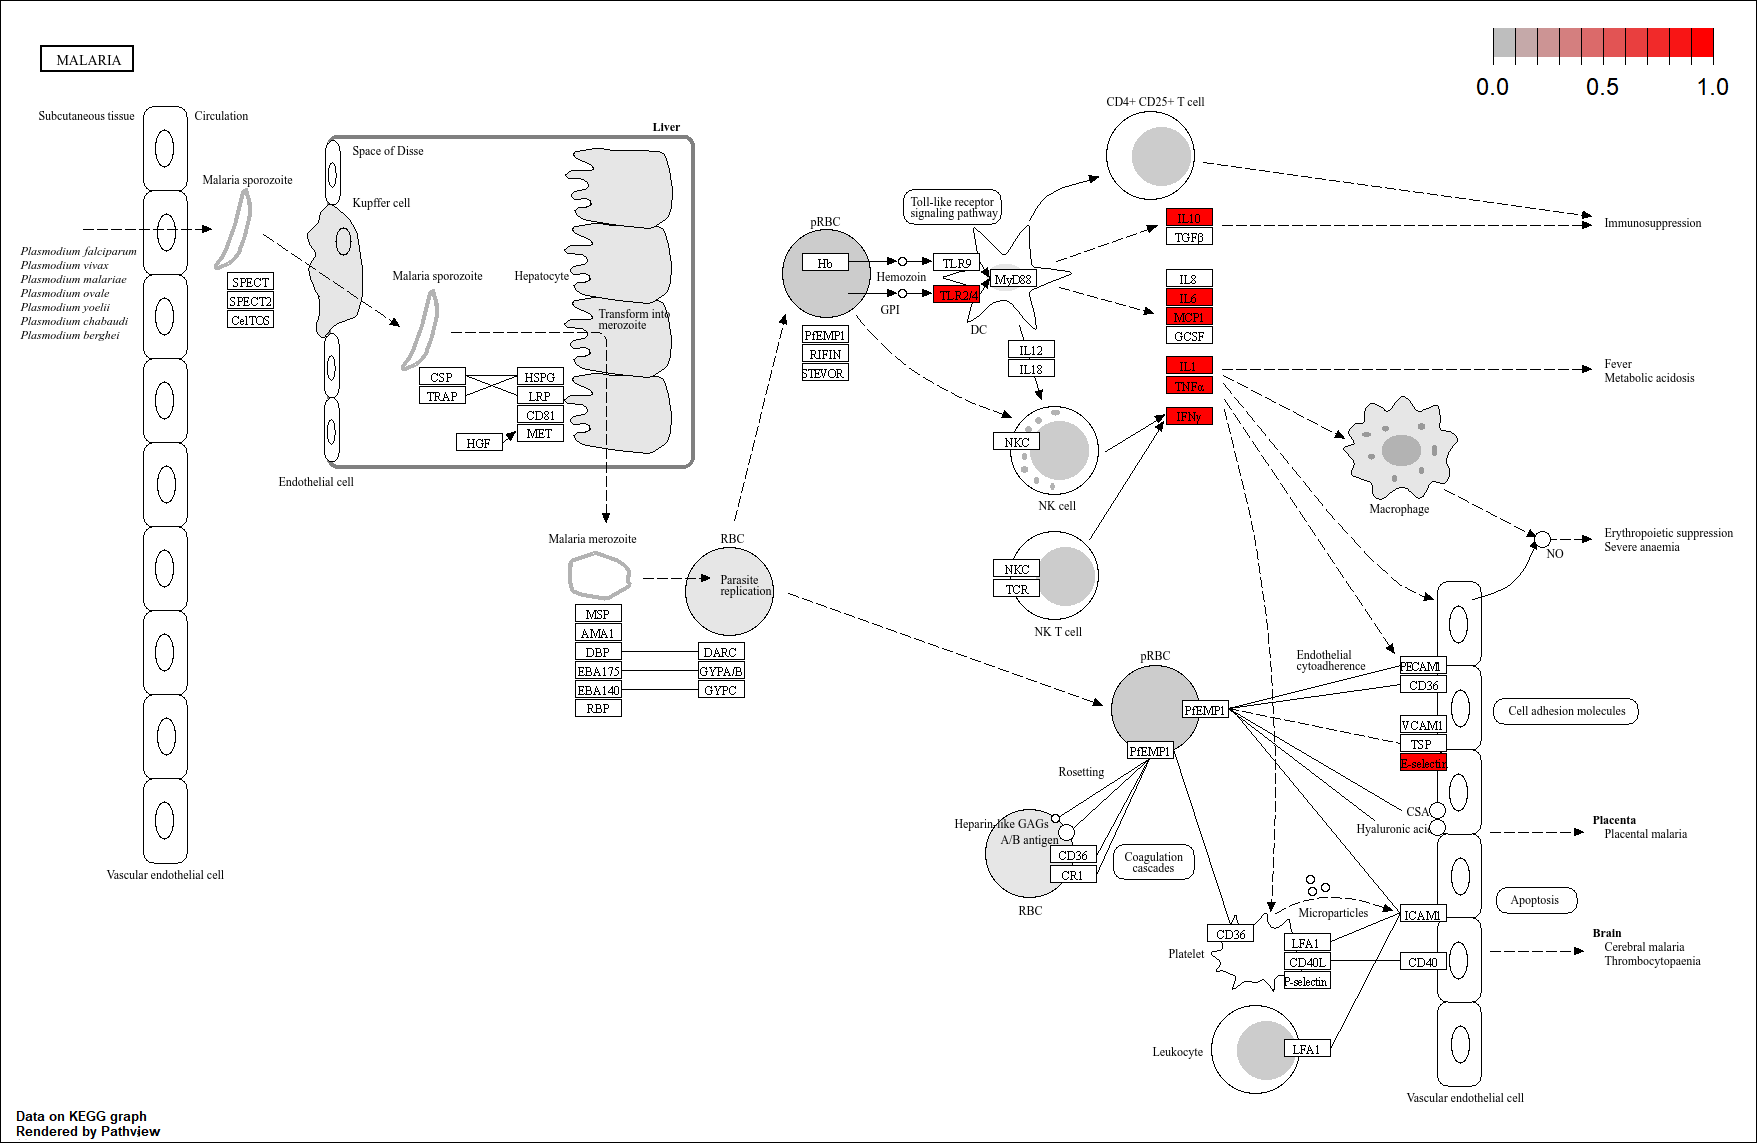 MALARIA
0.0
0.5
1.0
Subcutaneous tissue
Circulation
Liver
Space of Disse
Malaria sporozoite
Kupffer cell
Plasmodium falciparum
Plasmodium vivax
Plasmodium malariae
Plasmodium ovale
Plasmodium yoelii
Plasmodium chabaudi
Plasmodium berghei
SPECT
SPECT2
CelTOS
Malaria sporozoite
Hepatocyte
Transform into
merozoite
CSP
TRAP
HSPG
LRP
CD81
MET
HGF
Endothelial cell
Vascular endothelial cell
Malaria merozoite
MSP
AMA1
DBP
EBA175
EBA140
RBP
RBC
Parasite
replication
DARC
GYPA/B
GYPC
pRBC
Hb
PfEMP1
RIFIN
STEVOR
Hemozoin
GPI
Toll-like receptor
signaling pathway
TLR9
TLR2/4
MyD88
DC
IL12
IL18
CD4+ CD25+ T cell
IL10
TGFβ
IL8
IL6
MCP1
GCSF
IL1
TNFα
IFNγ
NKC
NK cell
NKC
TCR
NK T cell
Immunosuppression
Fever
Metabolic acidosis
Macrophage
NO
Erythropoietic suppression
Severe anaemia
pRBC
PfEMP1
PfEMP1
Endothelial
cytoadherence
PECAM1
CD36
VCAM1
TSP
E-selectin
Cell adhesion molecules
Rosetting
Heparin-like GAGs
A/B antigen
CD36
CR1
RBC
Coagulation
cascades
CSA
Hyaluronic acid
Placenta
Placental malaria
Apoptosis
Microparticles
ICAM1
CD36
Platelet
LFA1
CD40L
P-selectin
CD40
Brain
Cerebral malaria
Thrombocytopaenia
Leukocyte
LFA1
Vascular endothelial cell
Data on KEGG graph
Rendered by Pathview